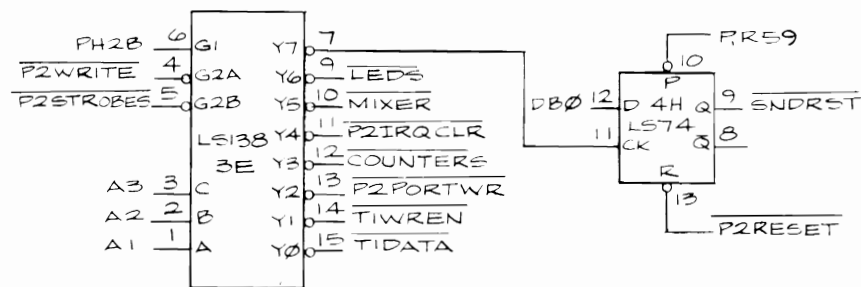 PH2B 6 G1 Y7 7 P,R59
P2WRITE 4 G2A Y6 9 LEDS 10
P2STROBES 5 G2B Y5 10 MIXER P
LS138 Y4 11 P2IRQCLR DBØ 12 D 4H Q 9 SNDRST
3E Y3 12 COUNTERS 11 CK LS74 Q 8
A3 3 C Y2 13 P2PORTWR R
A2 2 B Y1 14 TIWREN 13
A1 1 A YØ 15 TIDATA P2RESET